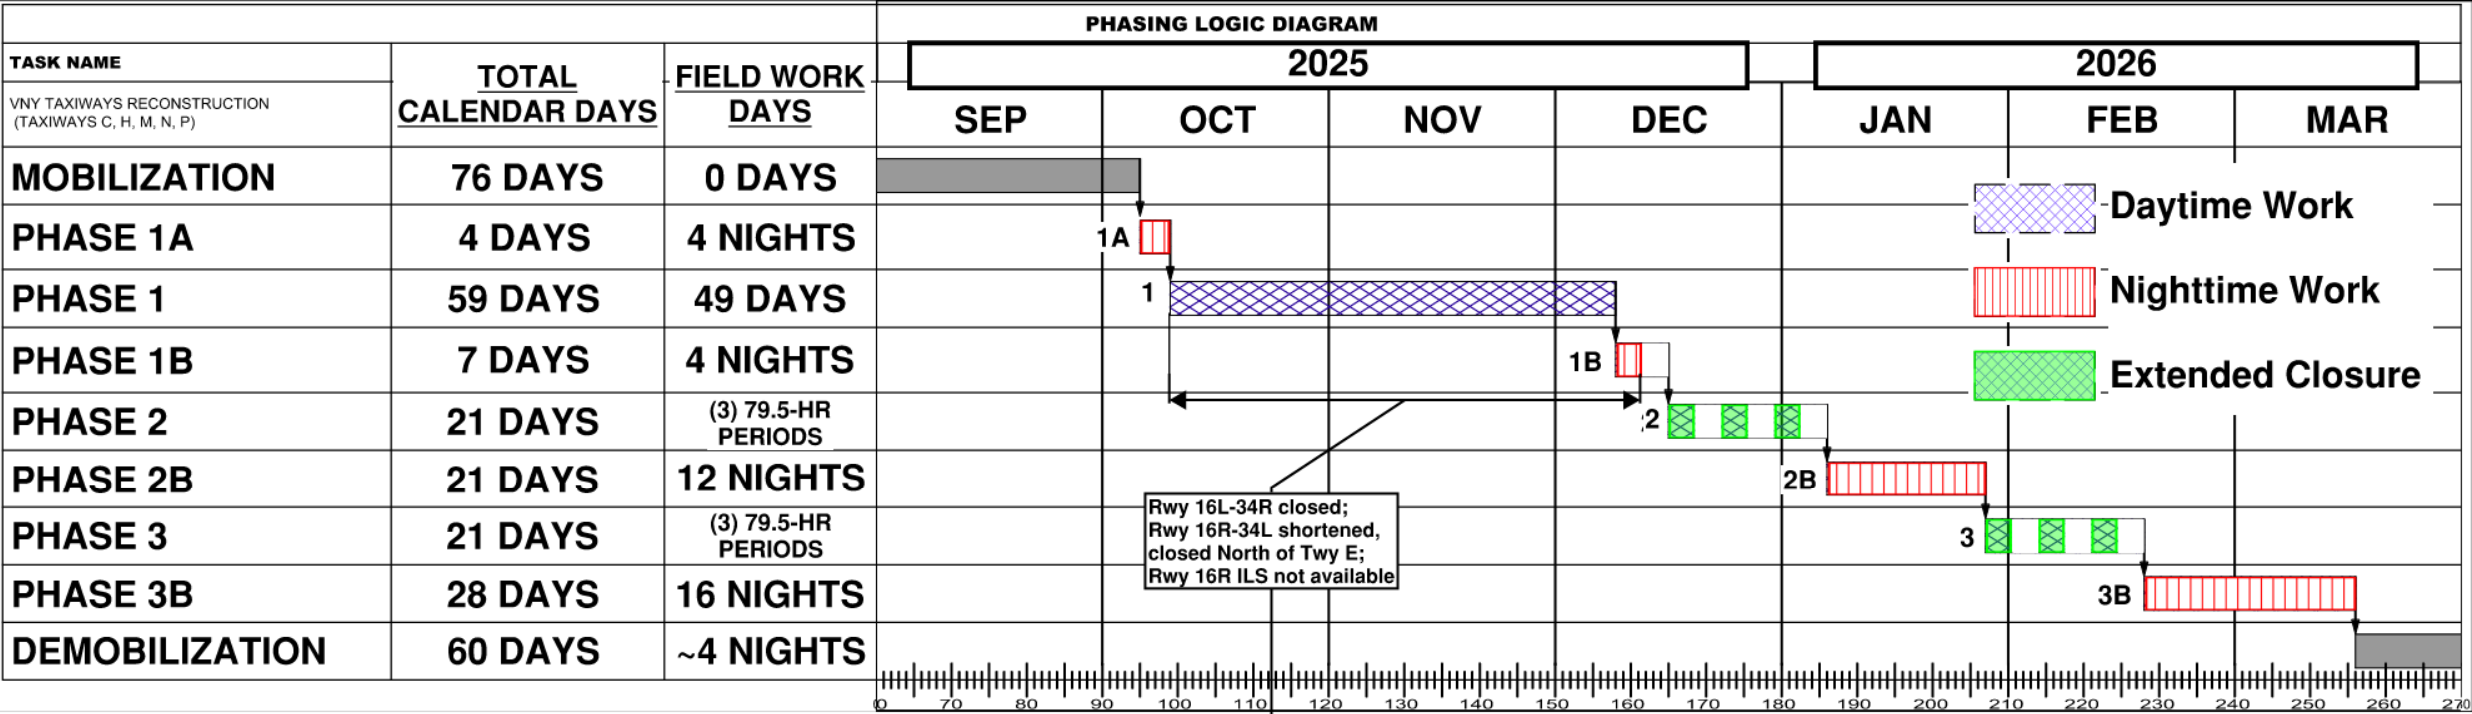 PHASING LOGIC DIAGRAM
TASK NAME
TOTAL
CALENDAR DAYS
FIELD WORK
DAYS
2025
2026
VNY TAXIWAYS RECONSTRUCTION
(TAXIWAYS C, H, M, N, P)
SEP OCT NOV DEC JAN FEB MAR
MOBILIZATION 76 DAYS 0 DAYS
PHASE 1A 4 DAYS 4 NIGHTS
1A
PHASE 1 59 DAYS 49 DAYS
1
PHASE 1B 7 DAYS 4 NIGHTS
1B
PHASE 2 21 DAYS
(3) 79.5-HR
PERIODS
2
PHASE 2B 21 DAYS 12 NIGHTS
2B
PHASE 3 21 DAYS
(3) 79.5-HR
PERIODS
3
PHASE 3B 28 DAYS 16 NIGHTS
3B
DEMOBILIZATION 60 DAYS ~4 NIGHTS
Daytime Work
Nighttime Work
Extended Closure
Rwy 16L-34R closed;
Rwy 16R-34L shortened,
closed North of Twy E;
Rwy 16R ILS not available
70 80 90 100 110 120 130 140 150 160 170 180 190 200 210 220 230 240 250 260